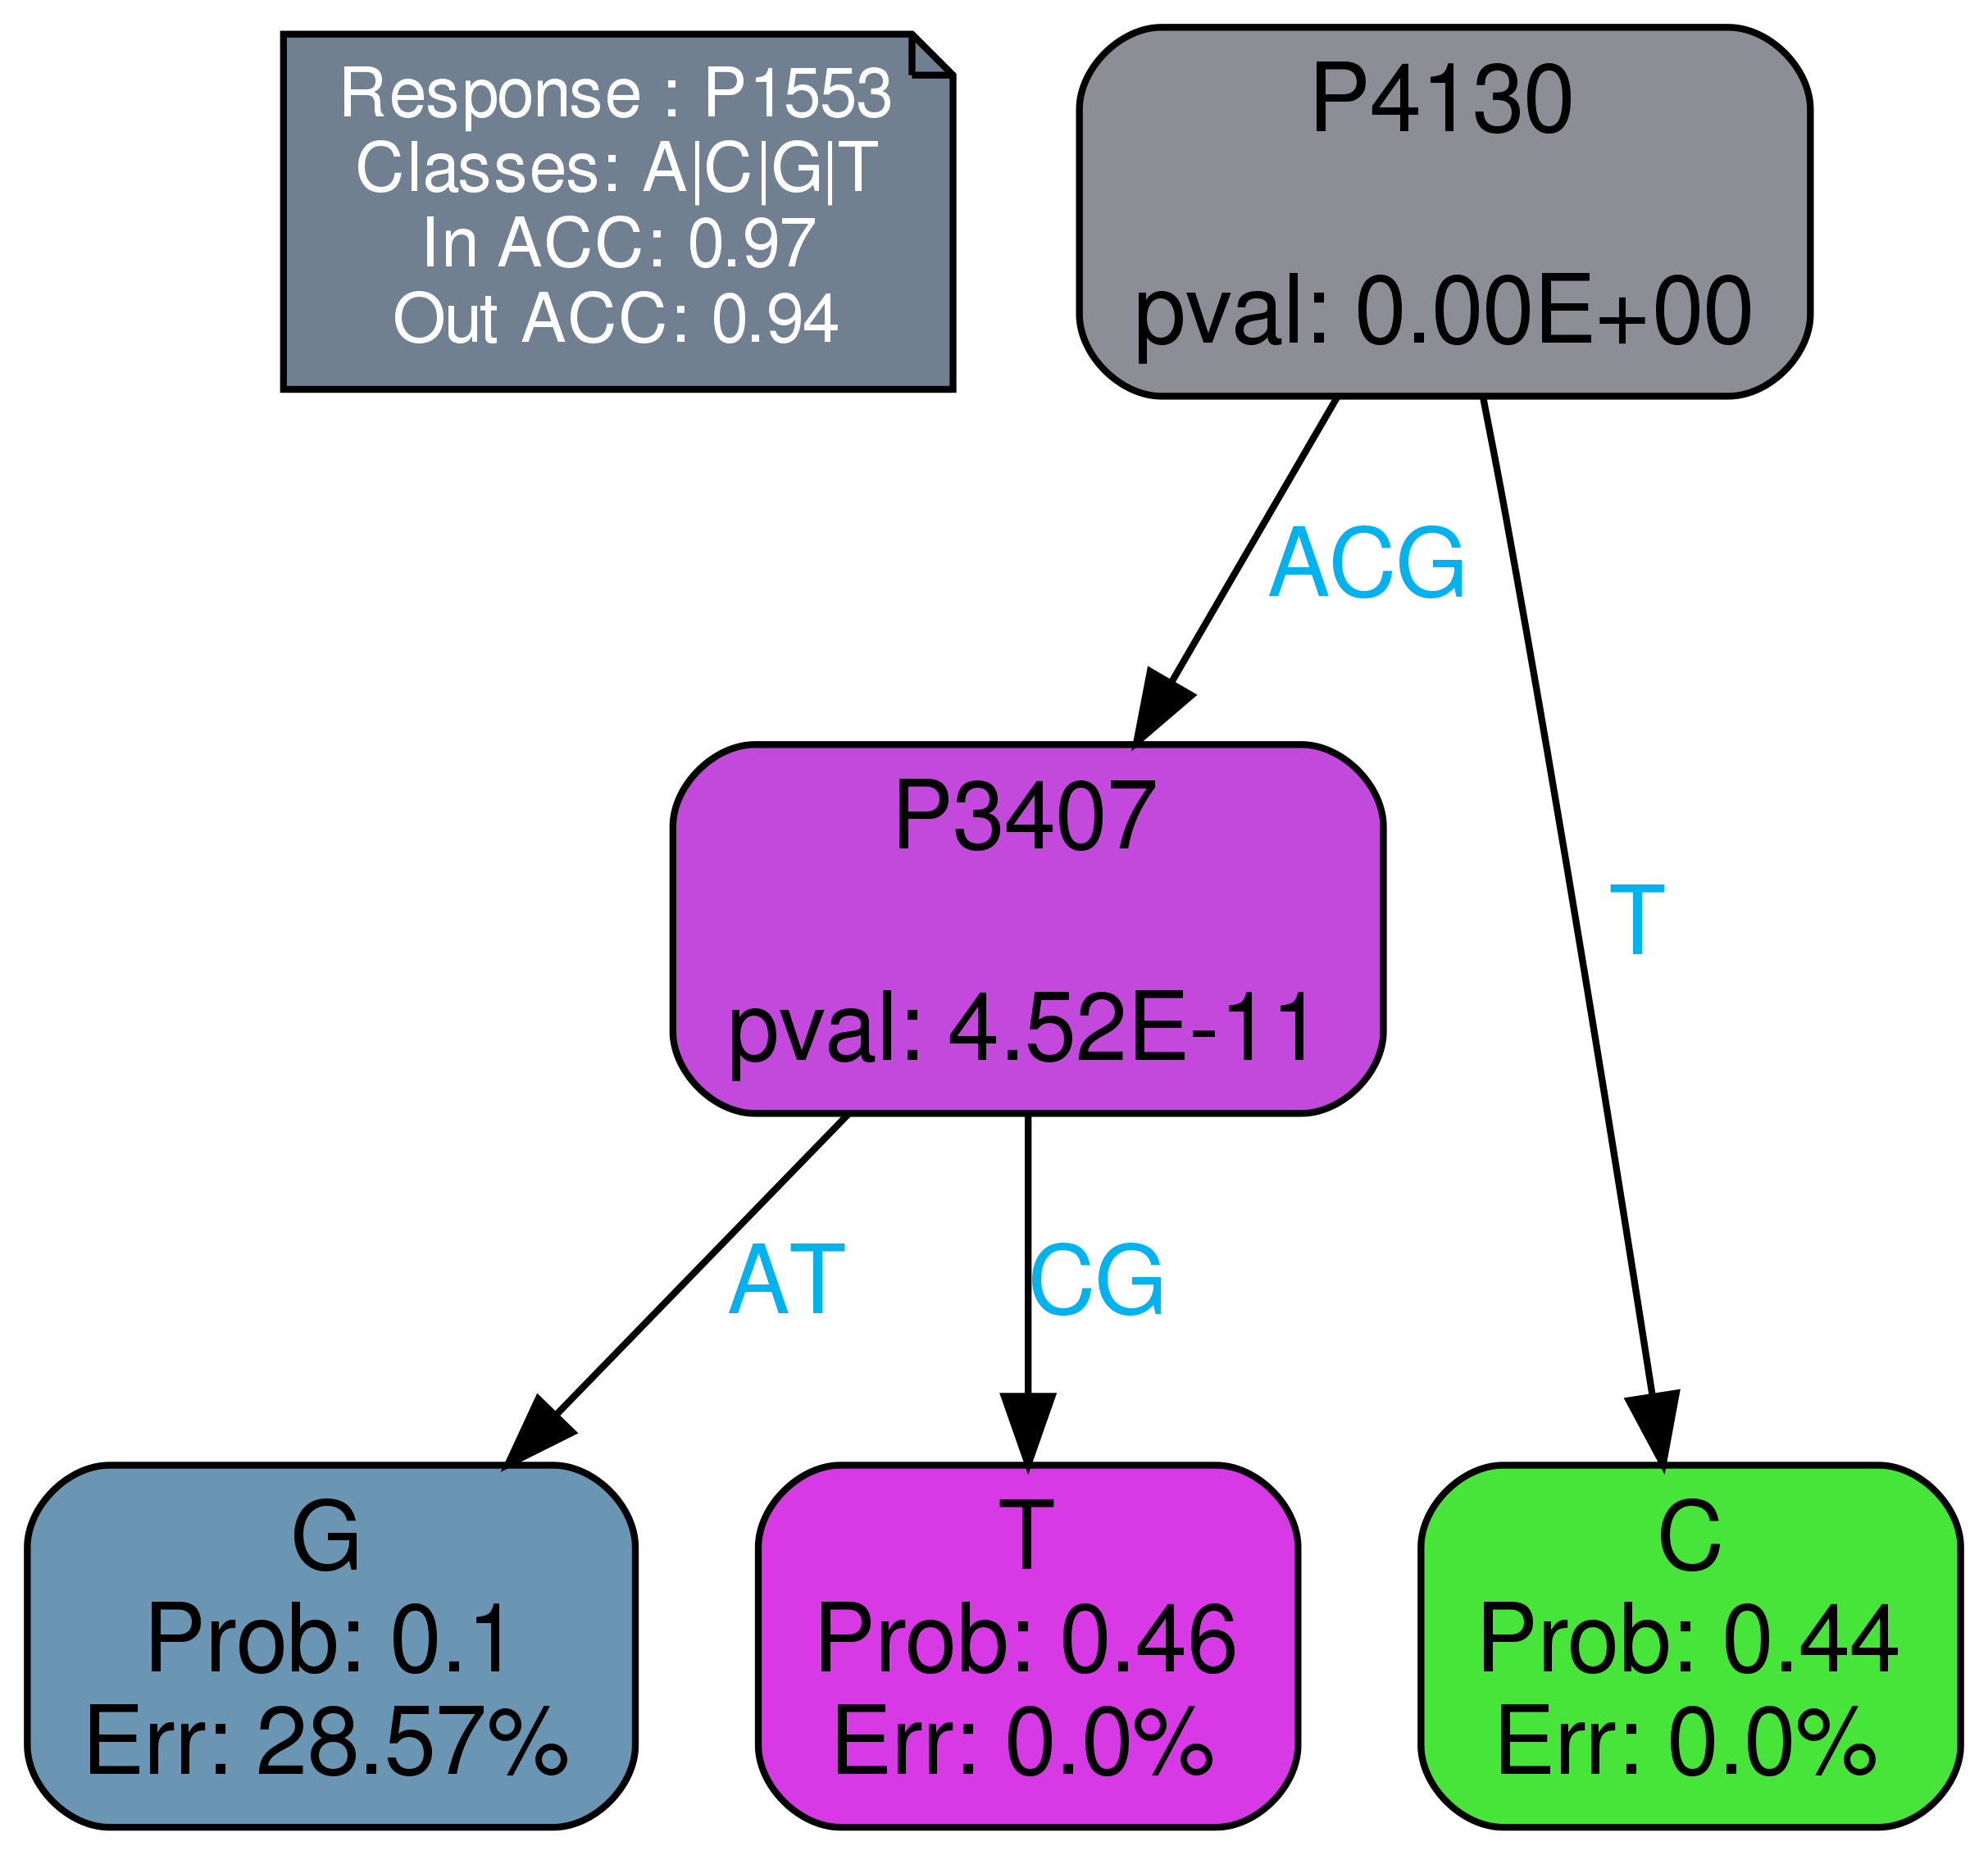 Response : P1553
Classes: A|C|G|T
In ACC: 0.97
Out ACC: 0.94
P4130
pval: 0.00E+00
ACG
T
P3407
pval: 4.52E-11
AT
CG
G
Prob: 0.1
Err: 28.57%
T
Prob: 0.46
Err: 0.0%
C
Prob: 0.44
Err: 0.0%